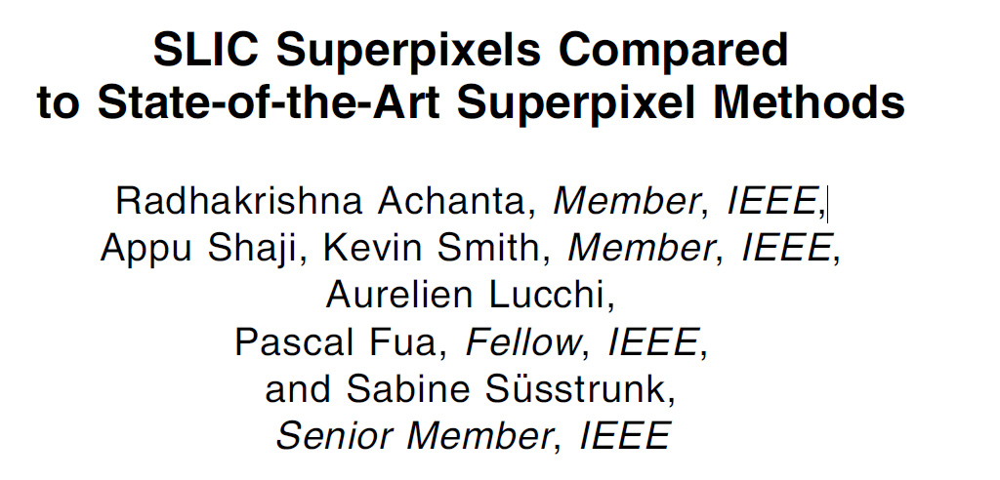 SLIC Superpixels Compared
to State-of-the-Art Superpixel Methods
Radhakrishna Achanta, Member, IEEE,
Appu Shaji, Kevin Smith, Member, IEEE,
Aurelien Lucchi,
Pascal Fua, Fellow, IEEE,
and Sabine Süsstrunk,
Senior Member, IEEE